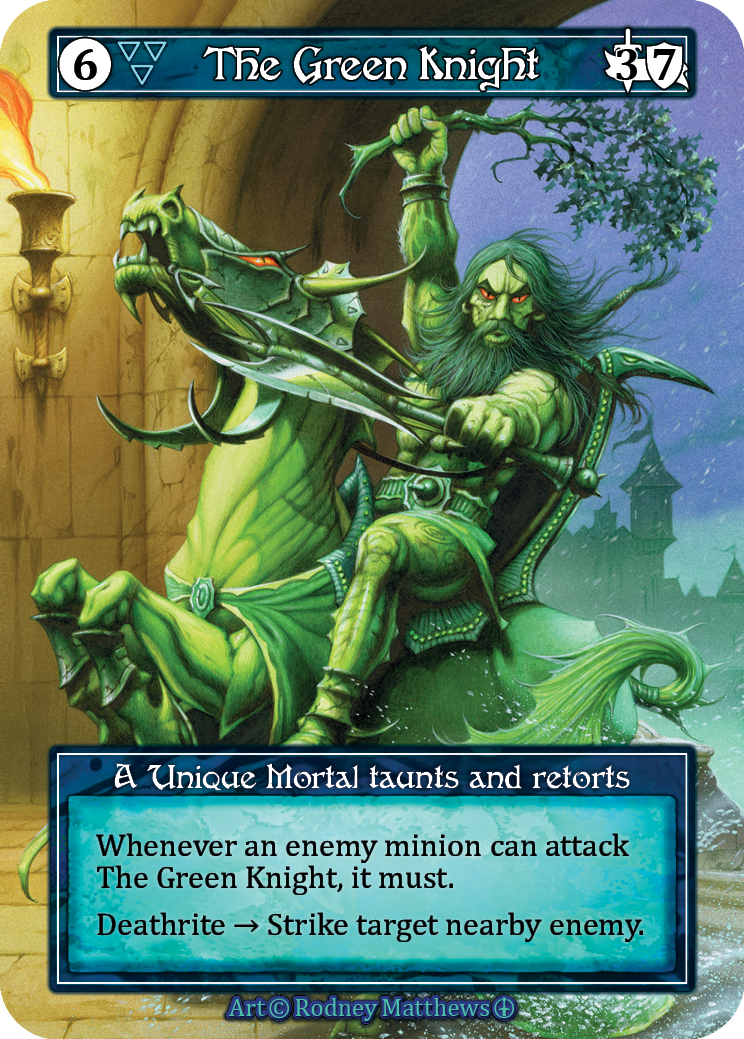 6 The Green Knight 3 7
A Unique Mortal taunts and retorts
Whenever an enemy minion can attack
The Green Knight, it must.
Deathrite → Strike target nearby enemy.
Art © Rodney Matthews